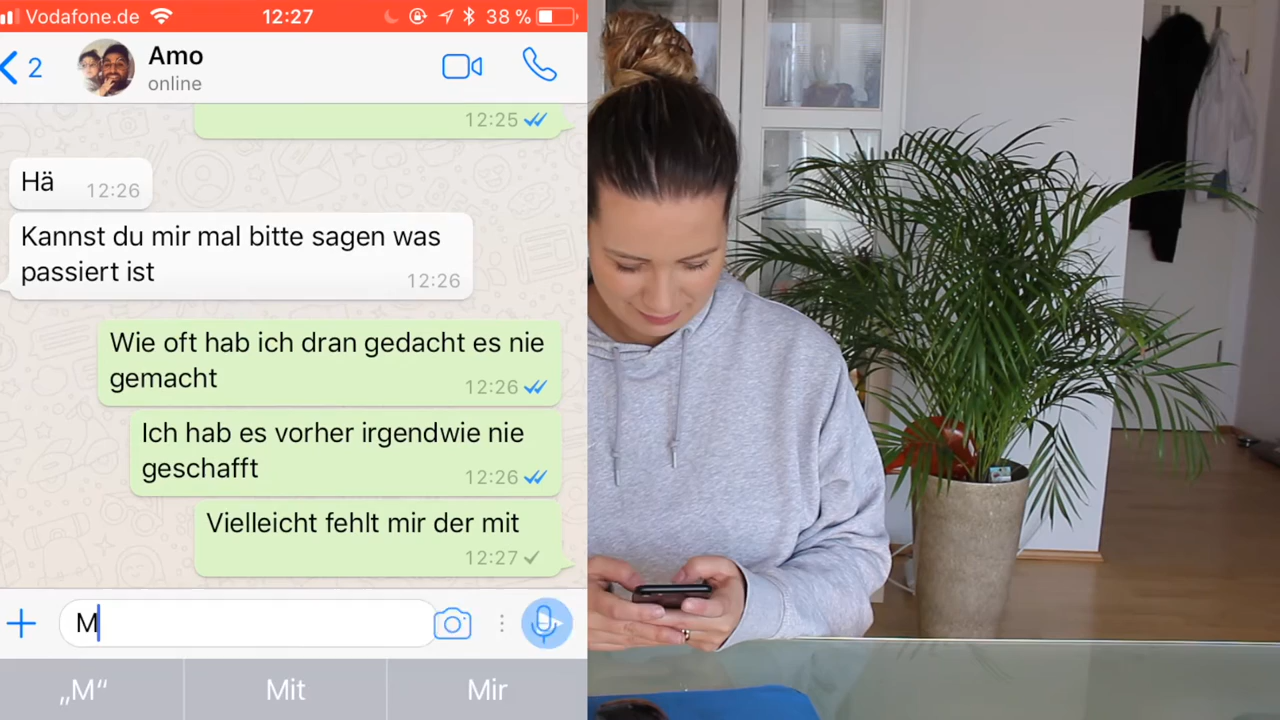 Vodafone.de 12:27 38 %
2 Amo
online
12:25
Hä 12:26
Kannst du mir mal bitte sagen was
passiert ist 12:26
Wie oft hab ich dran gedacht es nie
gemacht 12:26
Ich hab es vorher irgendwie nie
geschafft 12:26
Vielleicht fehlt mir der mit
12:27
M
„M“ Mit Mir